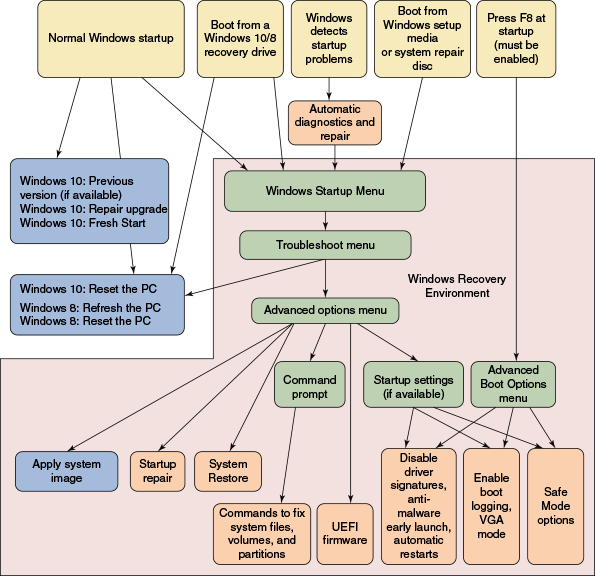 Normal Windows startup
Boot from a
Windows 10/8
recovery drive
Windows
detects
startup
problems
Boot from
Windows setup
media
or system repair
disc
Press F8 at
startup
(must be
enabled)
Automatic
diagnostics and
repair
Windows 10: Previous
version (if available)
Windows 10: Repair upgrade
Windows 10: Fresh Start
Windows Startup Menu
Troubleshoot menu
Windows 10: Reset the PC
Windows 8: Refresh the PC
Windows 8: Reset the PC
Windows Recovery
Environment
Advanced options menu
Command
prompt
Startup settings
(if available)
Advanced
Boot Options
menu
Apply system
image
Startup
repair
System
Restore
Commands to fix
system files,
volumes, and
partitions
UEFI
firmware
Disable
driver
signatures,
anti-
malware
early launch,
automatic
restarts
Enable
boot
logging,
VGA
mode
Safe
Mode
options